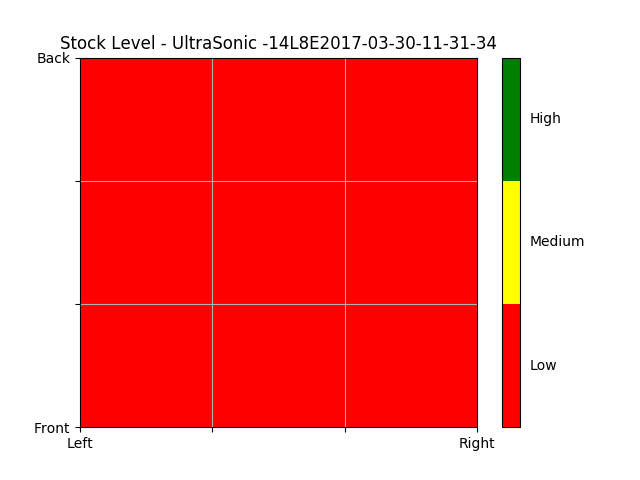 Stock Level - UltraSonic -14L8E2017-03-30-11-31-34
Back
High
Medium
Low
Front
Left
Right